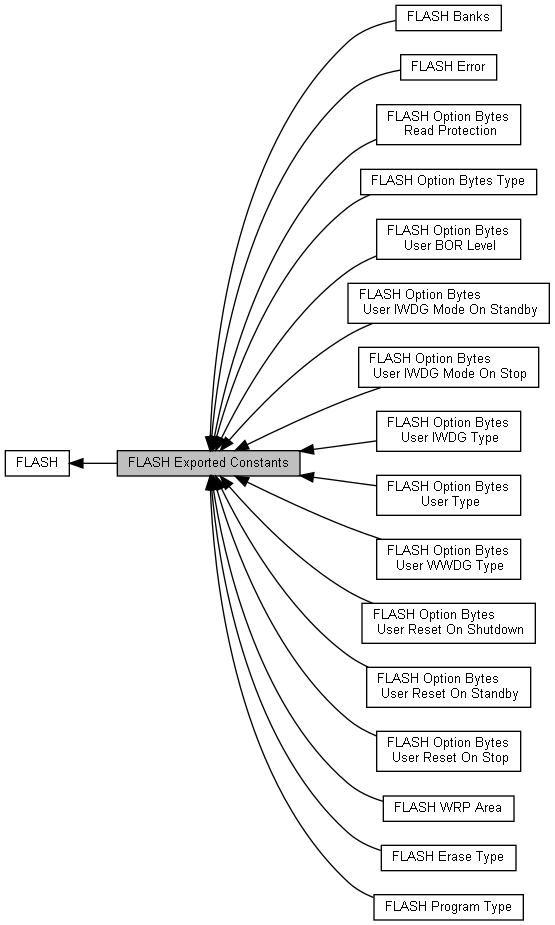 FLASH Banks
FLASH Error
FLASH Option Bytes
Read Protection
FLASH Option Bytes Type
FLASH Option Bytes
User BOR Level
FLASH Option Bytes
User IWDG Mode On Standby
FLASH Option Bytes
User IWDG Mode On Stop
FLASH Option Bytes
User IWDG Type
FLASH
FLASH Exported Constants
FLASH Option Bytes
User Type
FLASH Option Bytes
User WWDG Type
FLASH Option Bytes
User Reset On Shutdown
FLASH Option Bytes
User Reset On Standby
FLASH Option Bytes
User Reset On Stop
FLASH WRP Area
FLASH Erase Type
FLASH Program Type